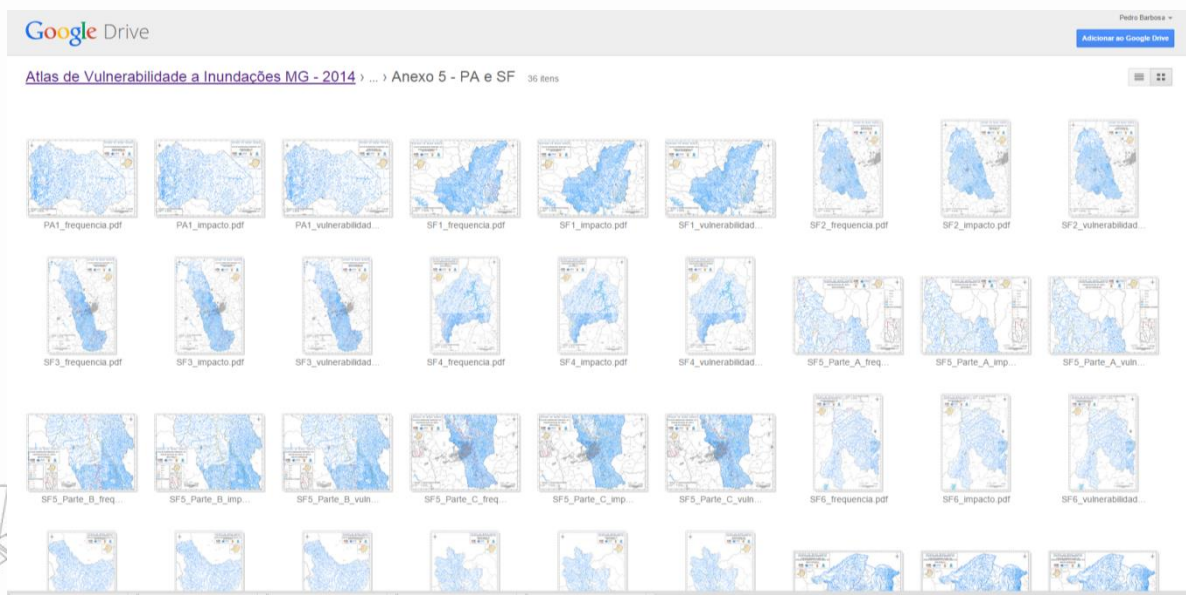 Google Drive
Pedro Barbosa
Adicionar ao Google Drive
Atlas de Vulnerabilidade a Inundações MG - 2014 › ... › Anexo 5 - PA e SF 36 itens
PA1_frequencia.pdf PA1_impacto.pdf PA1_vulnerabilidad... SF1_frequencia.pdf SF1_impacto.pdf SF1_vulnerabilidad... SF2_frequencia.pdf SF2_impacto.pdf SF2_vulnerabilidad...
SF3_frequencia.pdf SF3_impacto.pdf SF3_vulnerabilidad... SF4_frequencia.pdf SF4_impacto.pdf SF4_vulnerabilidad... SF5_Parte_A_freq... SF5_Parte_A_imp... SF5_Parte_A_vuln...
SF5_Parte_B_freq... SF5_Parte_B_imp... SF5_Parte_B_vuln... SF5_Parte_C_freq... SF5_Parte_C_imp... SF5_Parte_C_vuln... SF6_frequencia.pdf SF6_impacto.pdf SF6_vulnerabilidad...